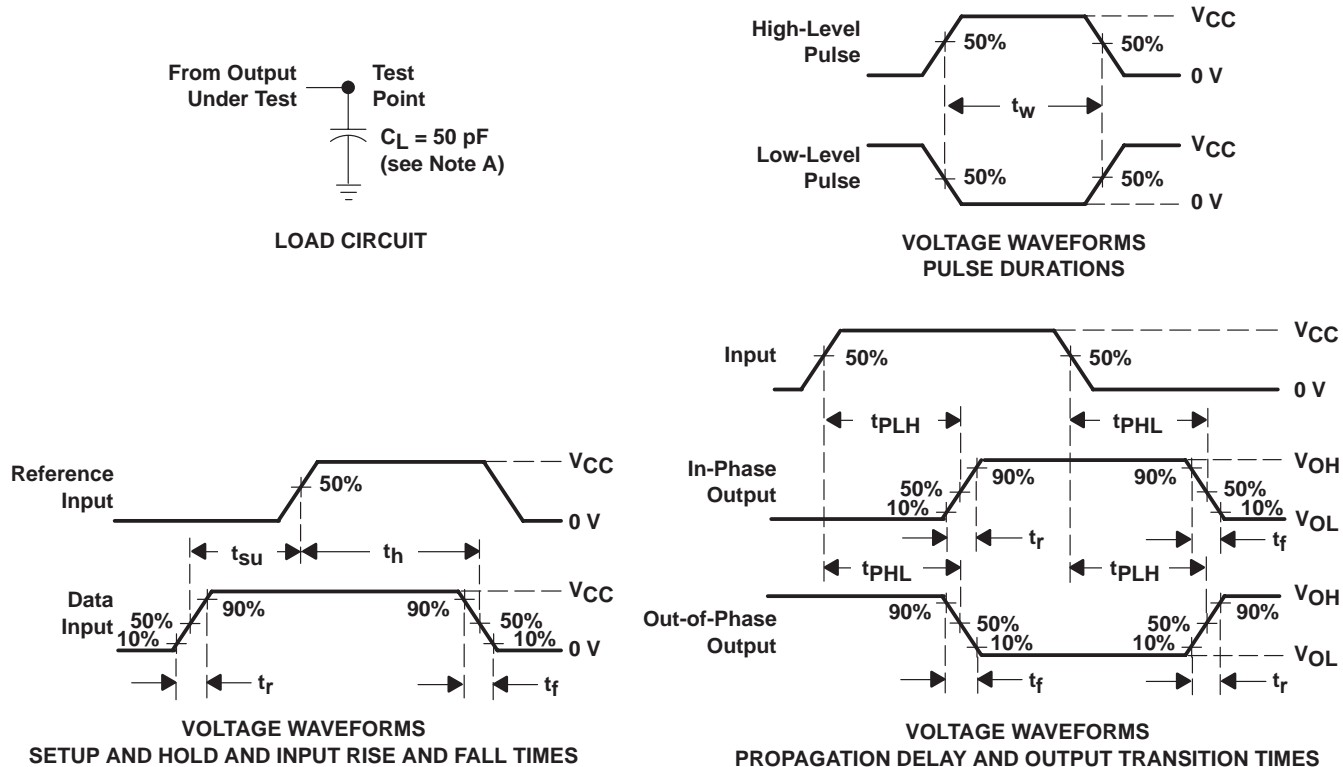 From Output
Under Test
Test
Point
CL = 50 pF
(see Note A)
LOAD CIRCUIT
High-Level
Pulse
50%
50%
VCC
0 V
tw
Low-Level
Pulse
50%
50%
VCC
0 V
VOLTAGE WAVEFORMS
PULSE DURATIONS
Reference
Input
50%
VCC
0 V
tsu
th
Data
Input
50%
10%
90%
90%
50%
10%
VCC
0 V
tr
tf
VOLTAGE WAVEFORMS
SETUP AND HOLD AND INPUT RISE AND FALL TIMES
Input
50%
50%
VCC
0 V
tPLH
tPHL
In-Phase
Output
50%
10%
90%
90%
50%
10%
VOH
VOL
tr
tf
tPHL
tPLH
Out-of-Phase
Output
90%
50%
10%
50%
10%
90%
VOH
VOL
tf
tr
VOLTAGE WAVEFORMS
PROPAGATION DELAY AND OUTPUT TRANSITION TIMES